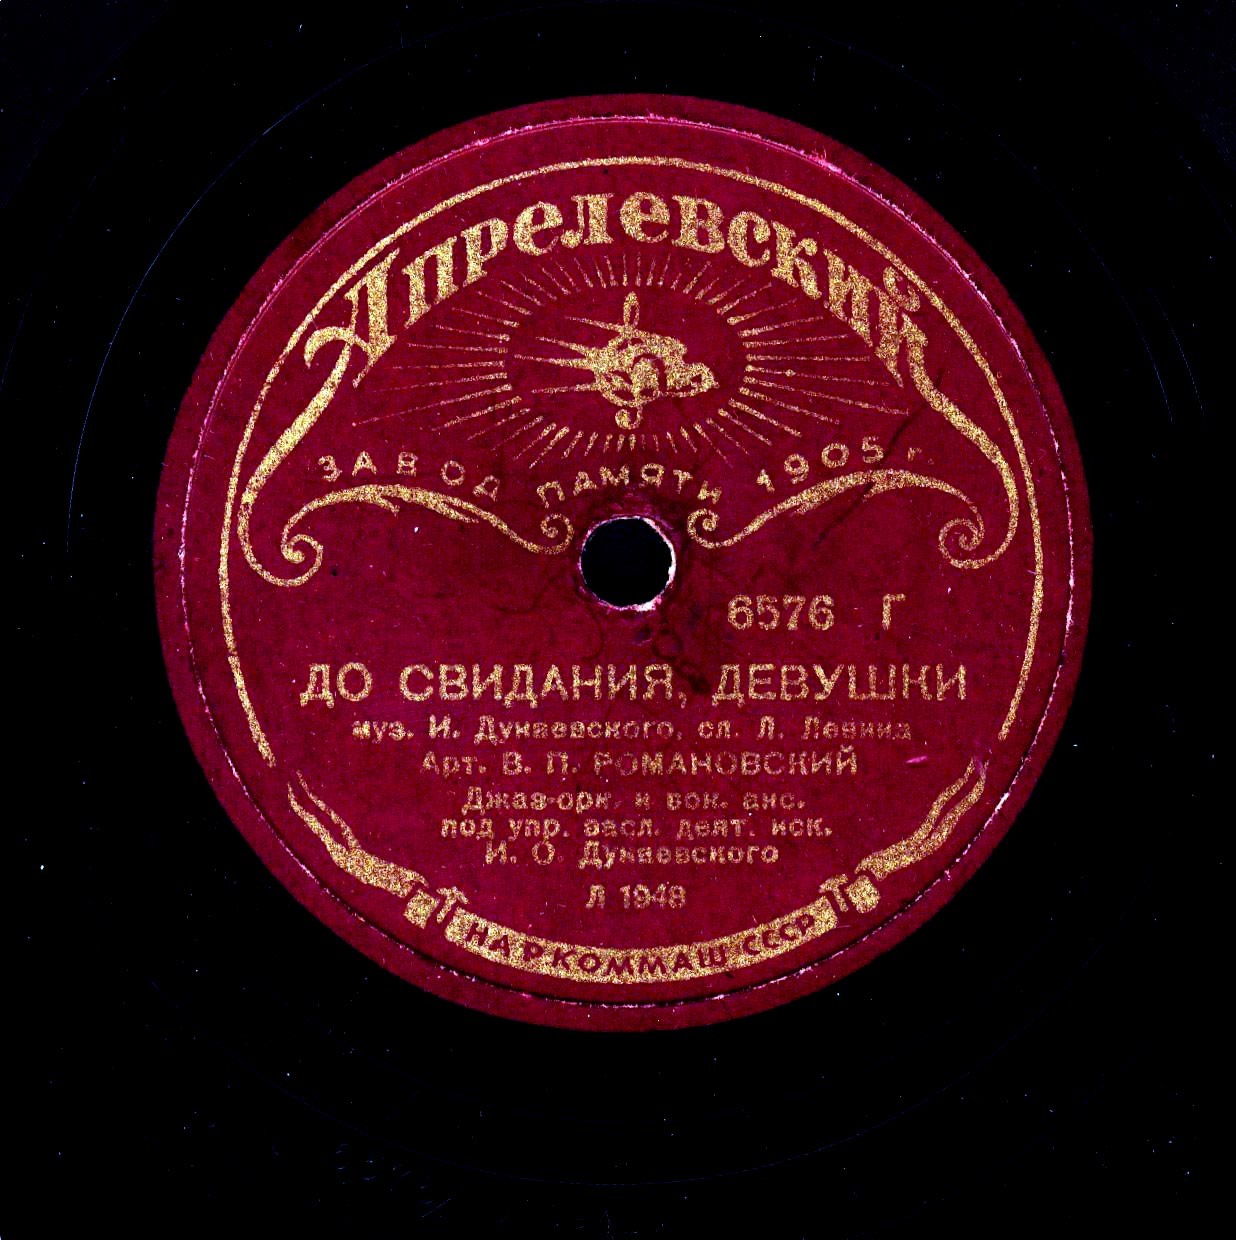 Апрелевский
ЗАВОД ПАМЯТИ 1905 г.
6576 Г
ДО СВИДАНИЯ, ДЕВУШКИ
муз. И. Дунаевского, сл. Л. Левина
Арт. В. П. РОМАНОВСКИЙ
Джаз-орк. и вок. анс.
под упр. засл. деят. иск.
И. О. Дунаевского
Л 1948
НАРКОММАШ СССР